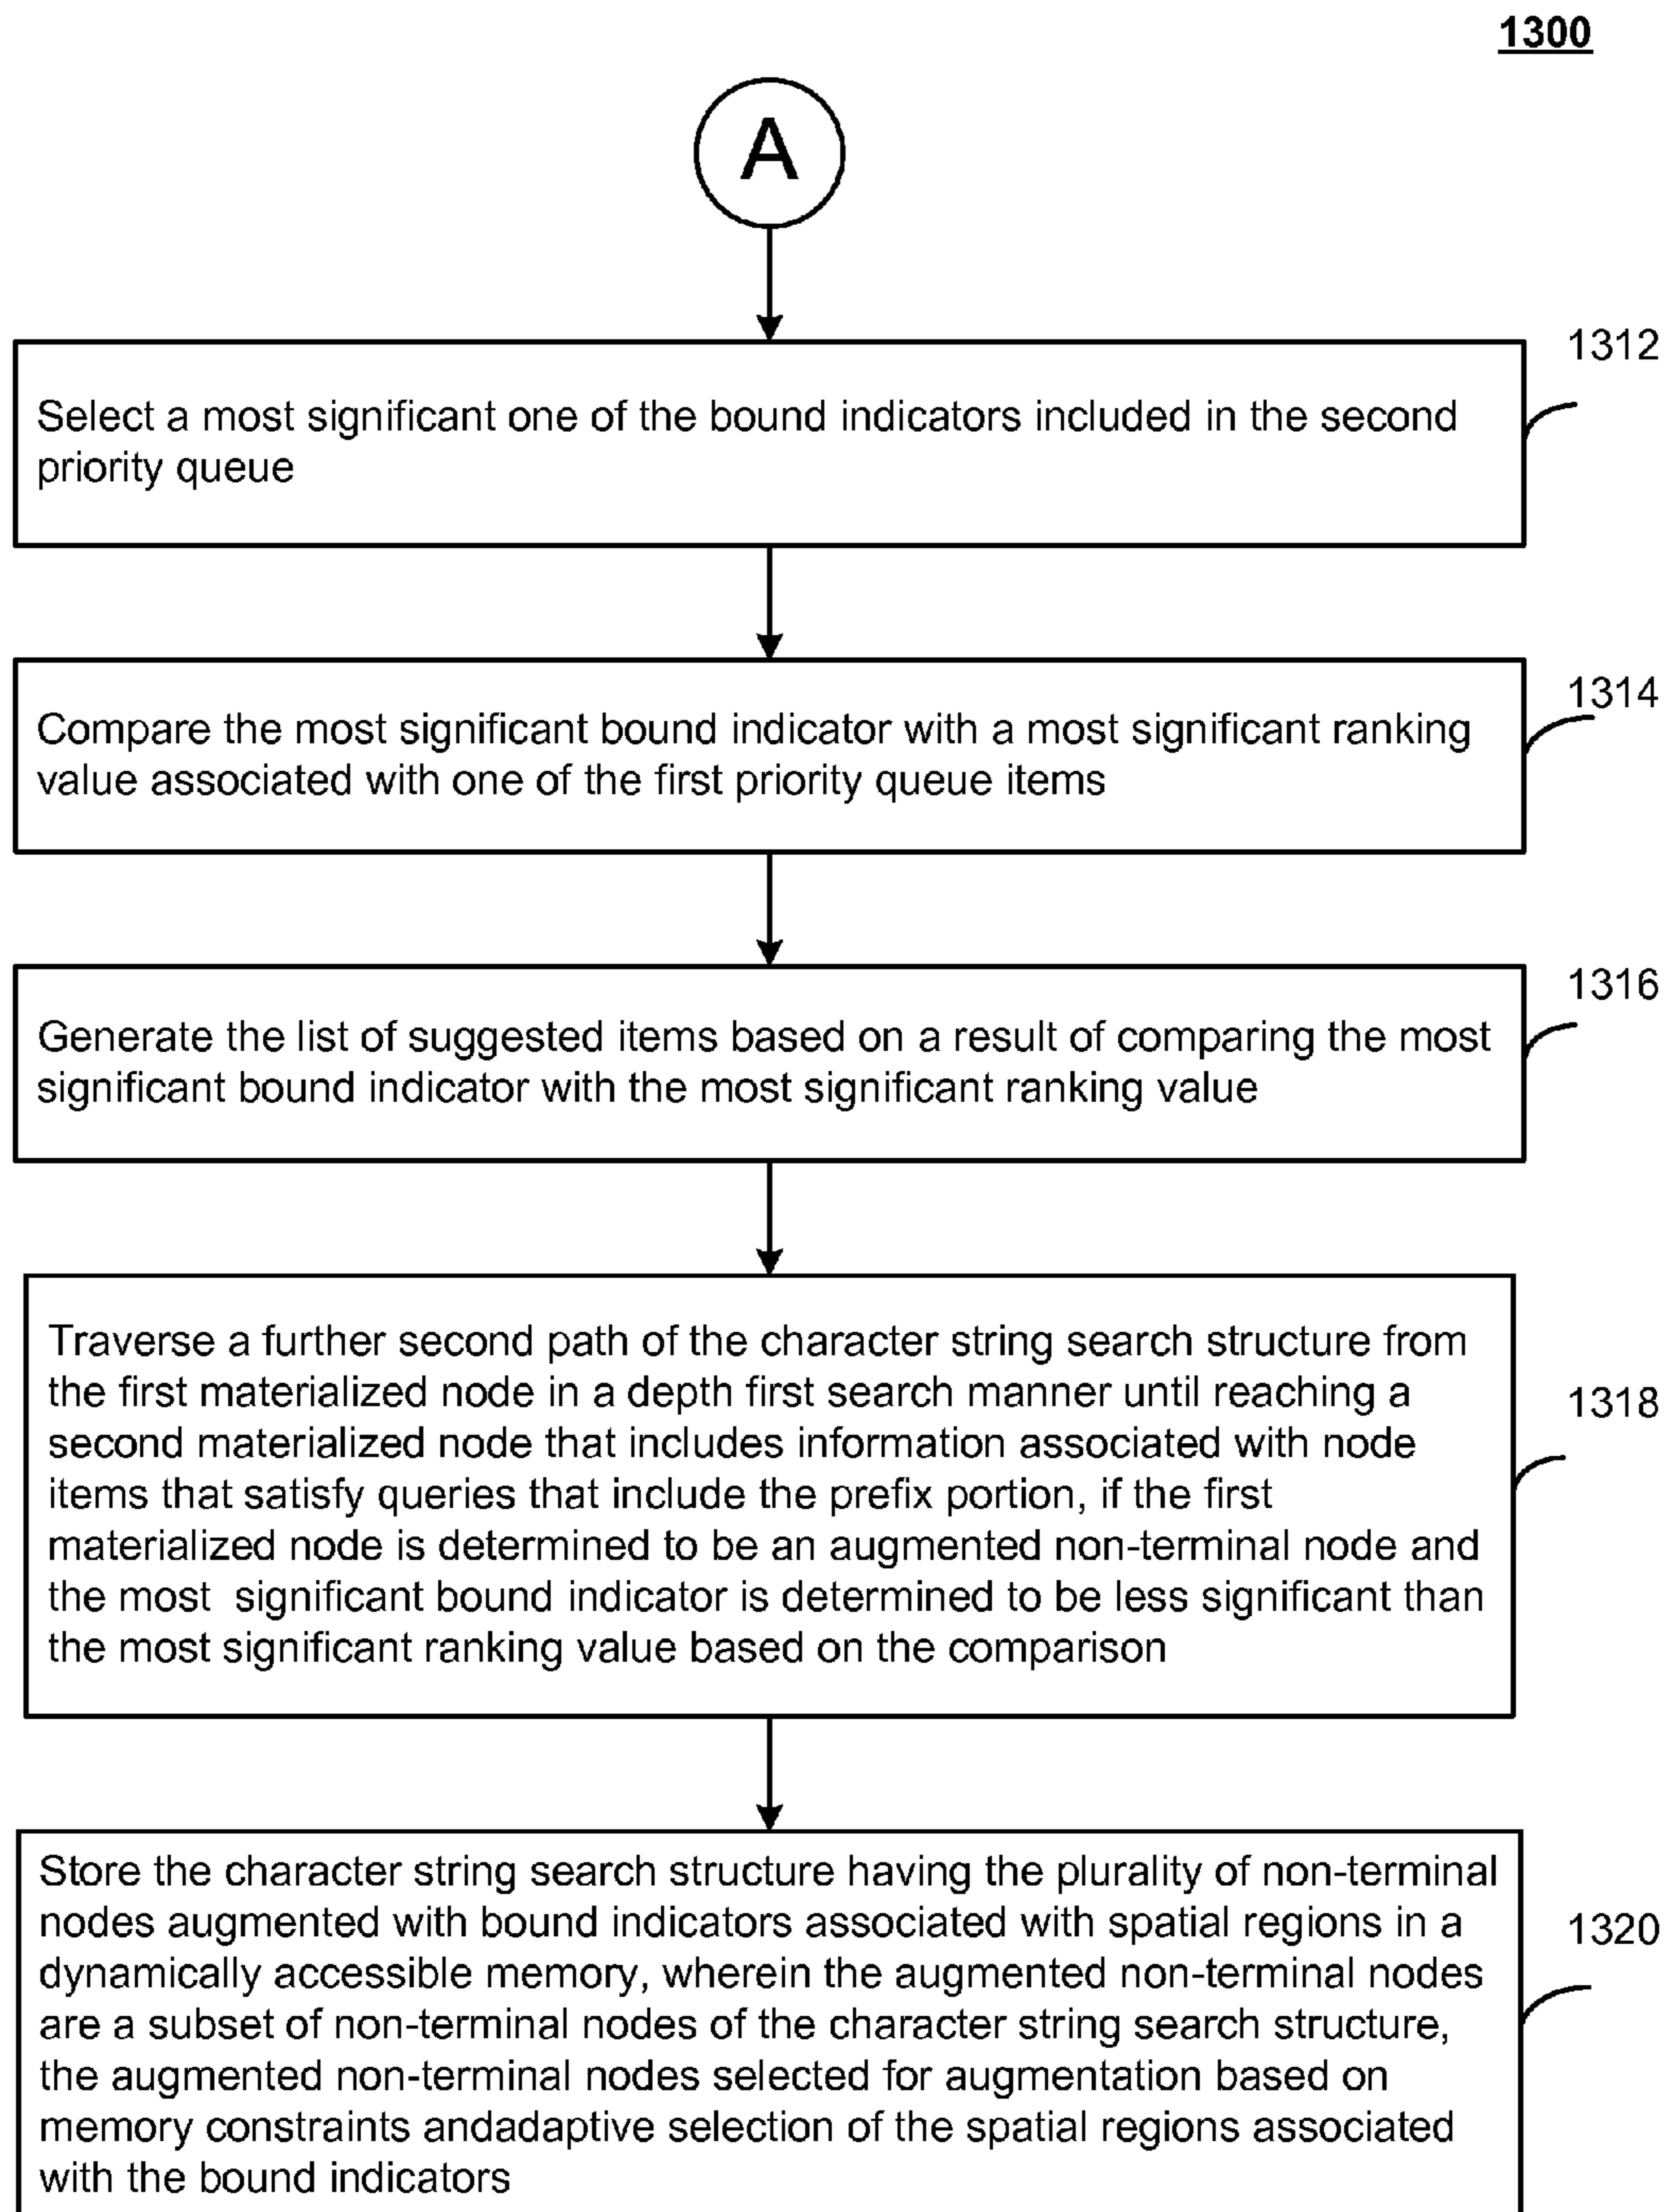 1300
A
1312
Select a most significant one of the bound indicators included in the second
priority queue
1314
Compare the most significant bound indicator with a most significant ranking
value associated with one of the first priority queue items
1316
Generate the list of suggested items based on a result of comparing the most
significant bound indicator with the most significant ranking value
Traverse a further second path of the character string search structure from
the first materialized node in a depth first search manner until reaching a
second materialized node that includes information associated with node
items that satisfy queries that include the prefix portion, if the first
materialized node is determined to be an augmented non-terminal node and
the most  significant bound indicator is determined to be less significant than
the most significant ranking value based on the comparison
1318
Store the character string search structure having the plurality of non-terminal
nodes augmented with bound indicators associated with spatial regions in a
dynamically accessible memory, wherein the augmented non-terminal nodes
are a subset of non-terminal nodes of the character string search structure,
the augmented non-terminal nodes selected for augmentation based on
memory constraints andadaptive selection of the spatial regions associated
with the bound indicators
1320